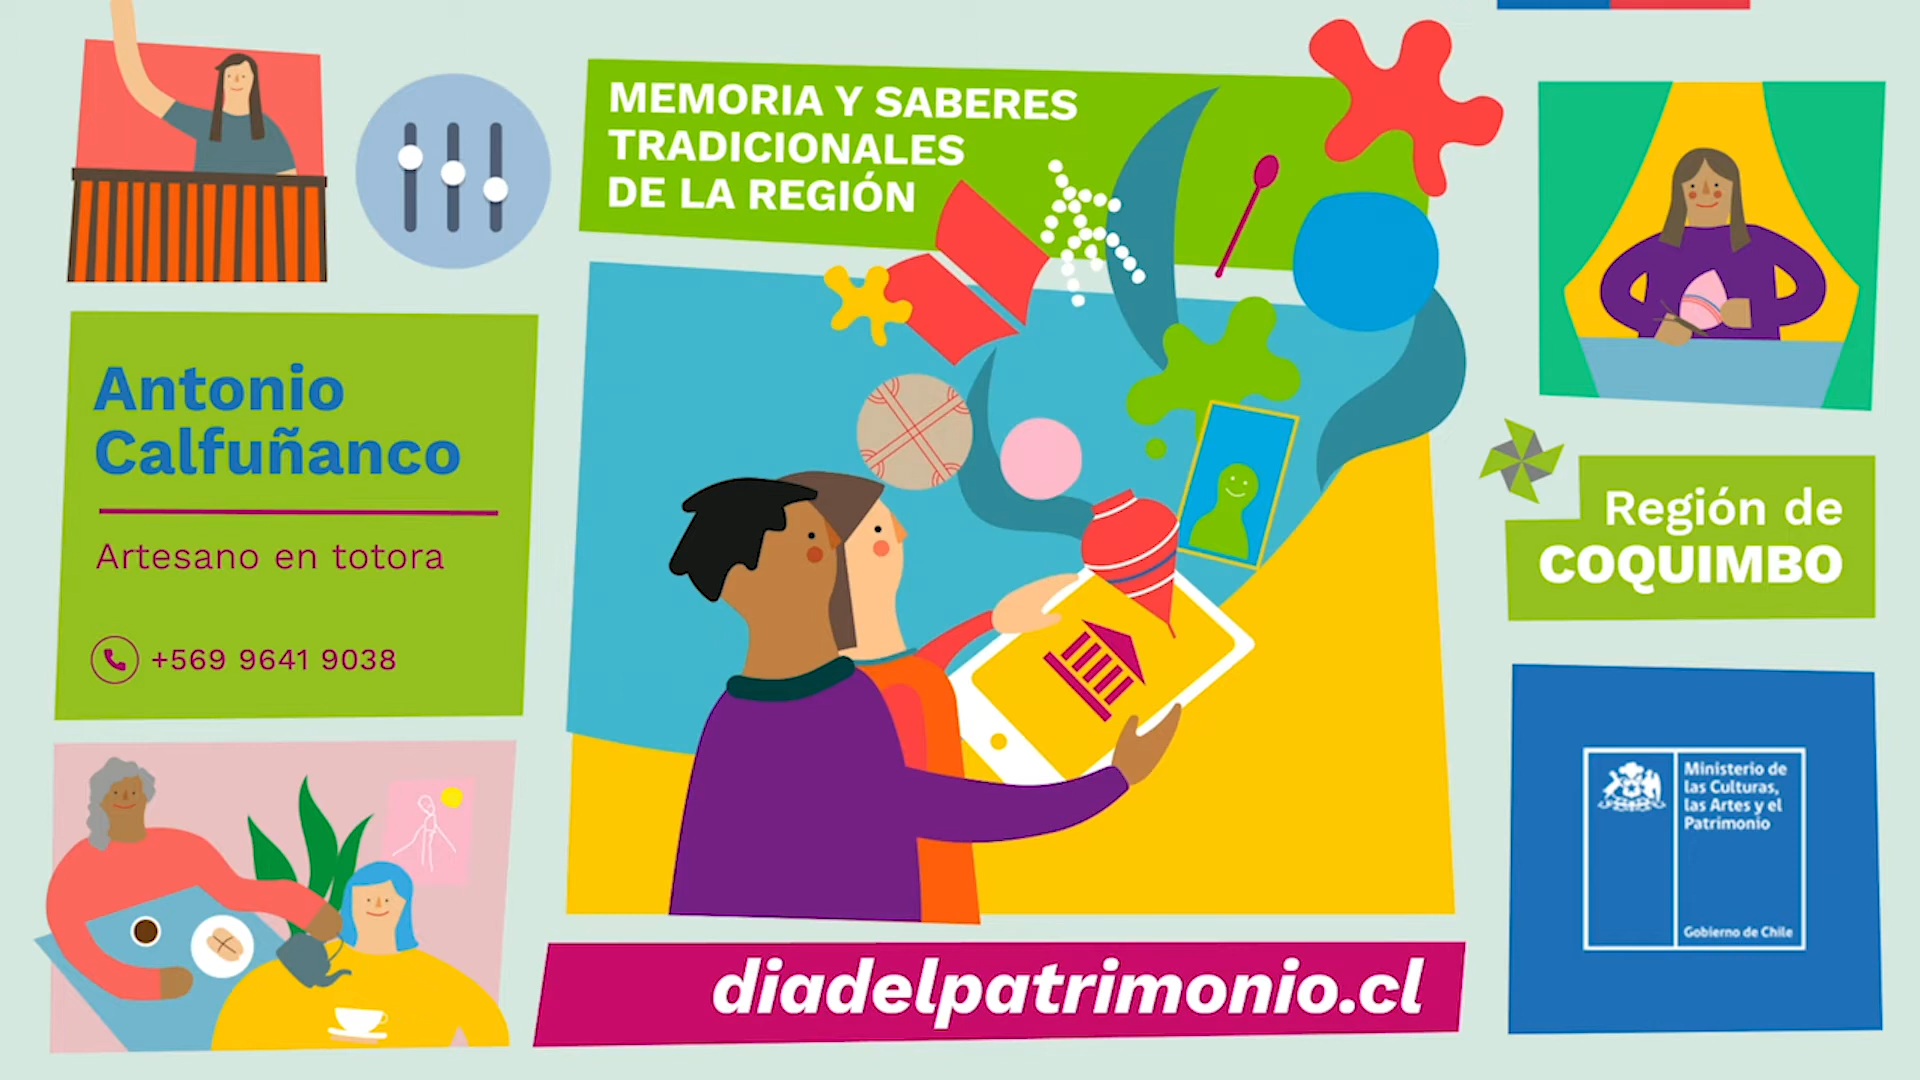 MEMORIA Y SABERES
TRADICIONALES
DE LA REGIÓN
Antonio
Calfuñanco
Artesano en totora
+569 9641 9038
Región de
COQUIMBO
Ministerio de
las Culturas,
las Artes y el
Patrimonio
Gobierno de Chile
diadelpatrimonio.cl